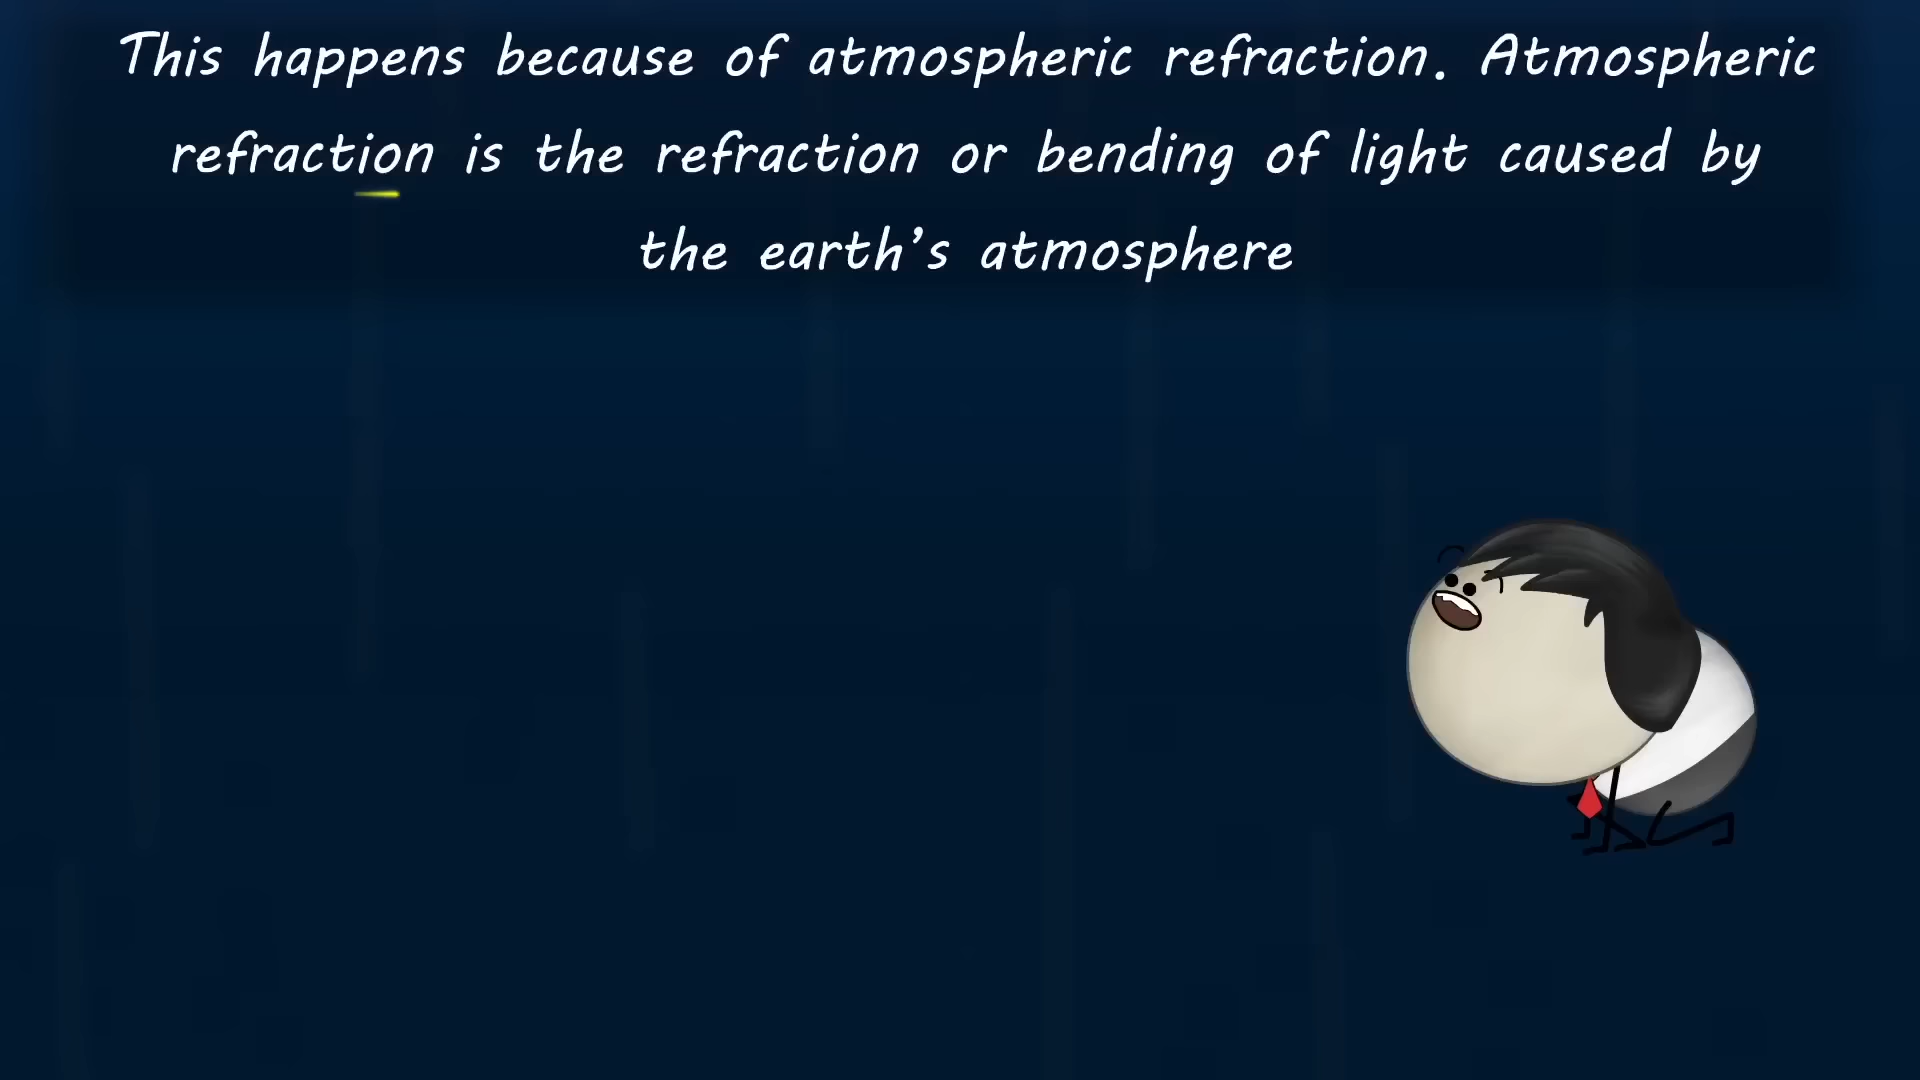 This happens because of atmospheric refraction. Atmospheric
refraction is the refraction or bending of light caused by
the earth’s atmosphere